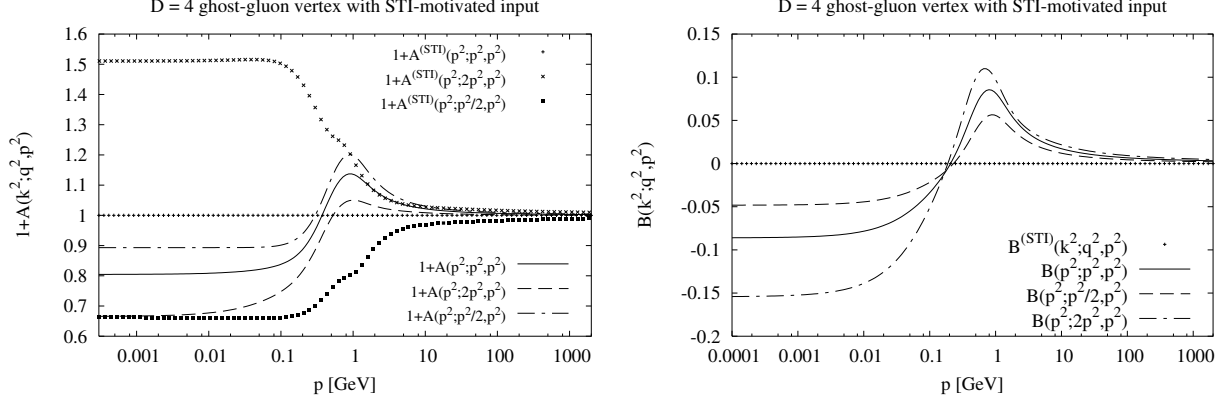 D = 4 ghost-gluon vertex with STI-motivated input
1.6
1.5
1.4
1.3
1.2
1.1
1
0.9
0.8
0.7
0.6
1+A(k²;q²,p²)
1+A(STI)(p²;p²,p²)
1+A(STI)(p²;2p²,p²)
1+A(STI)(p²;p²/2,p²)
1+A(p²;p²,p²)
1+A(p²;2p²,p²)
1+A(p²;p²/2,p²)
0.001 0.01 0.1 1 10 100 1000
p [GeV]
D = 4 ghost-gluon vertex with STI-motivated input
0.15
0.1
0.05
0
-0.05
-0.1
-0.15
-0.2
B(k²;q²,p²)
B(STI)(k²;q²,p²)
B(p²;p²,p²)
B(p²;p²/2,p²)
B(p²;2p²,p²)
0.0001 0.001 0.01 0.1 1 10 100 1000
p [GeV]